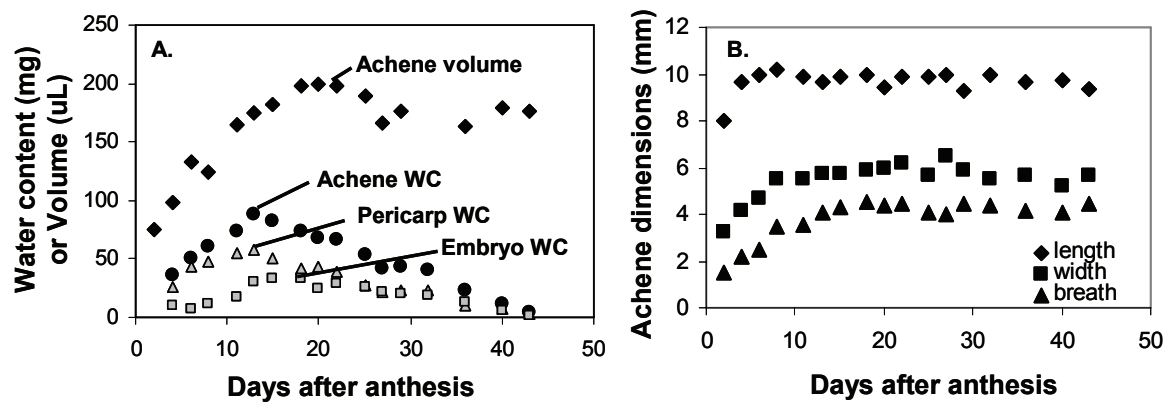 A.
Water content (mg)
or Volume (uL)
250
200
150
100
50
0
Achene volume
Achene WC
Pericarp WC
Embryo WC
0 10 20 30 40 50
Days after anthesis
B.
Achene dimensions (mm)
12
10
8
6
4
2
0
length
width
breath
0 10 20 30 40 50
Days after anthesis